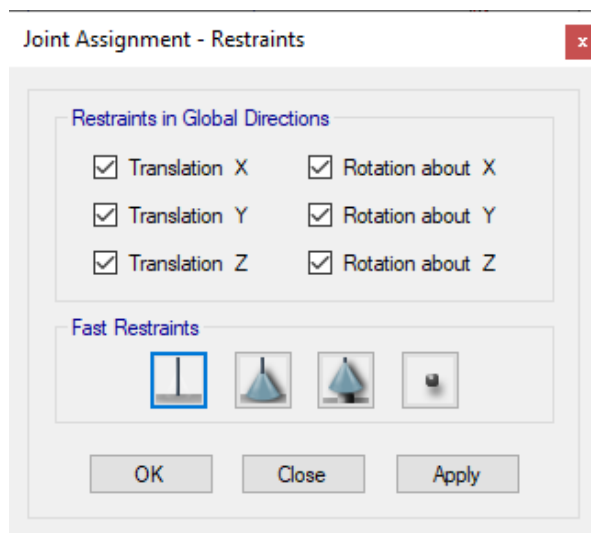 Joint Assignment - Restraints
x
Restraints in Global Directions
Translation X Rotation about X
Translation Y Rotation about Y
Translation Z Rotation about Z
Fast Restraints
OK Close Apply